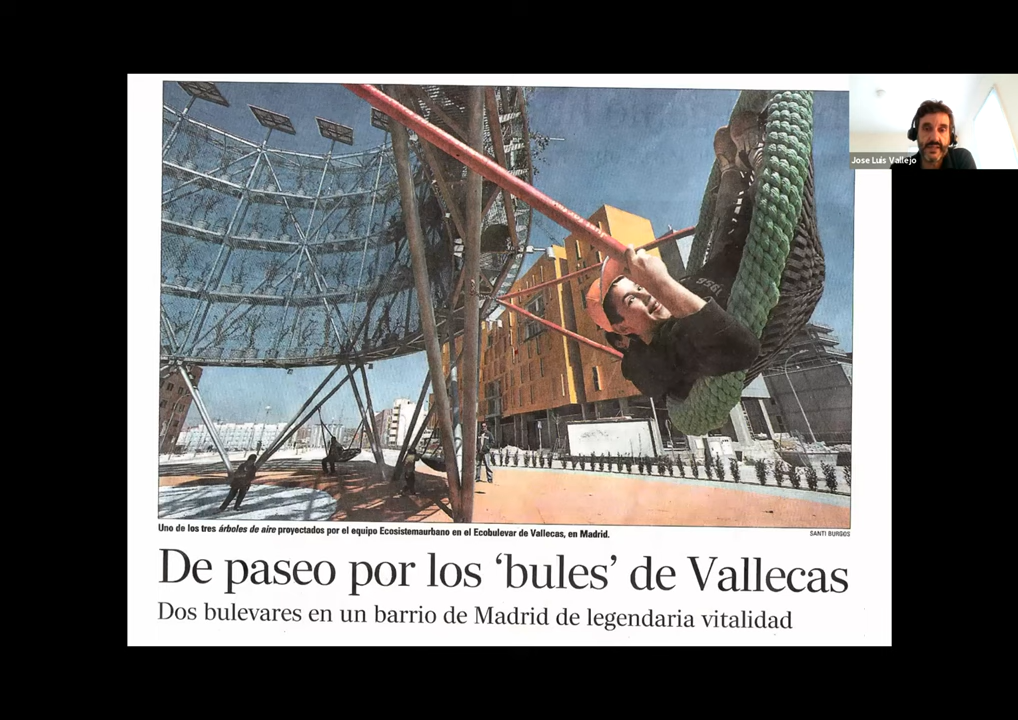 Jose Luis Vallejo
Uno de los tres árboles de aire proyectados por el equipo Ecosistemaurbano en el Ecobulevar de Vallecas, en Madrid.
SANTI BURGOS
De paseo por los ‘bules’ de Vallecas
Dos bulevares en un barrio de Madrid de legendaria vitalidad